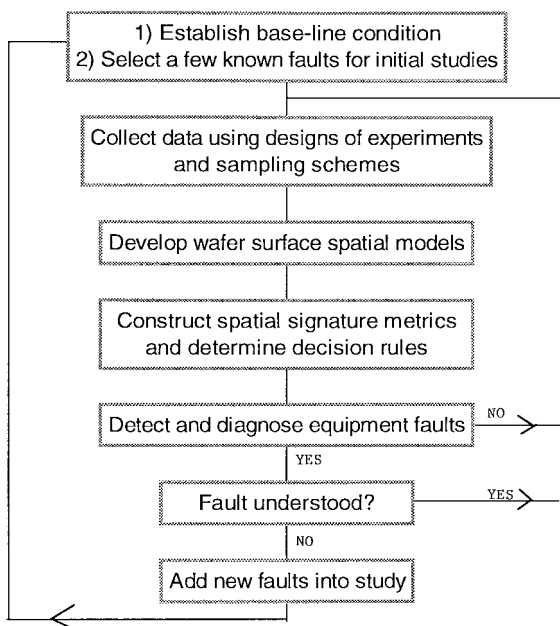 1) Establish base-line condition
2) Select a few known faults for initial studies
Collect data using designs of experiments
and sampling schemes
Develop wafer surface spatial models
Construct spatial signature metrics
and determine decision rules
Detect and diagnose equipment faults
NO
YES
Fault understood?
YES
NO
Add new faults into study